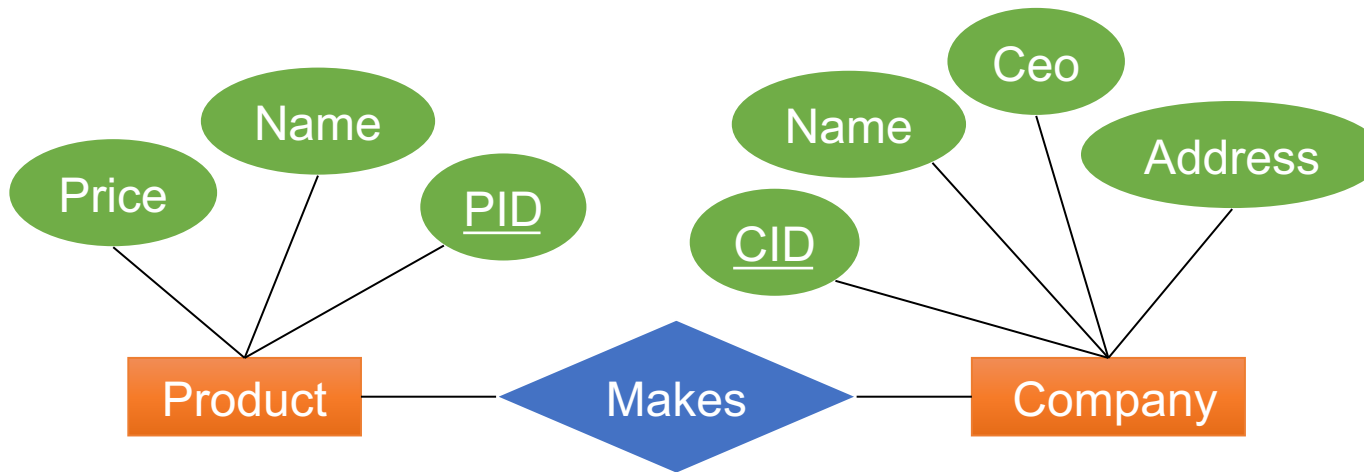 Ceo
Name
Name
Address
Price
PID
CID
Product
Makes
Company